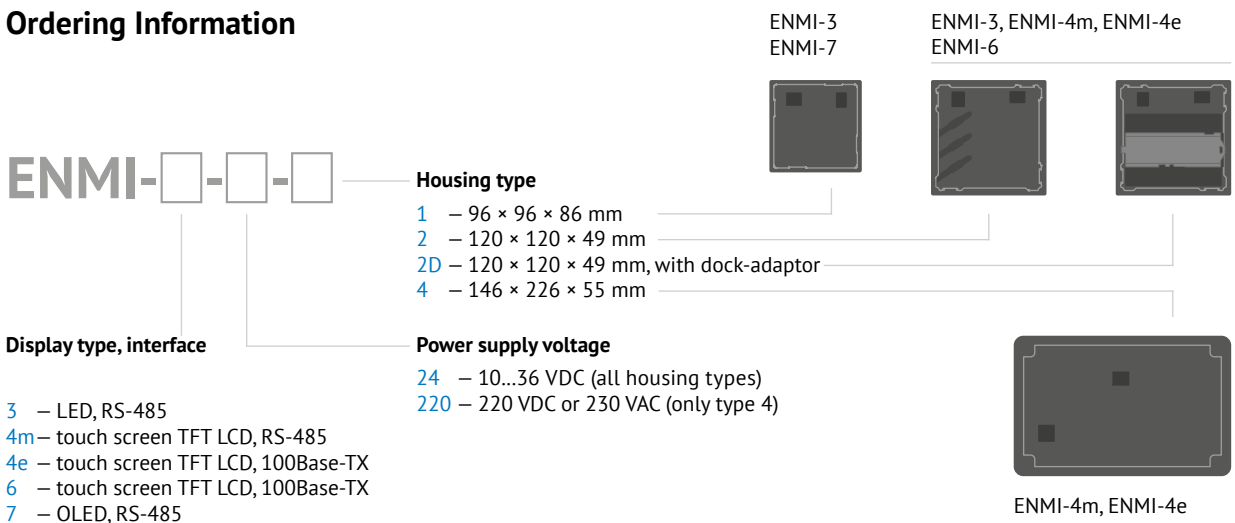 Ordering Information
ENMI-3
ENMI-7
ENMI-3, ENMI-4m, ENMI-4e
ENMI-6
ENMI-□-□-□
Housing type
1 – 96 × 96 × 86 mm
2 – 120 × 120 × 49 mm
2D – 120 × 120 × 49 mm, with dock-adaptor
4 – 146 × 226 × 55 mm
Display type, interface
3 – LED, RS-485
4m – touch screen TFT LCD, RS-485
4e – touch screen TFT LCD, 100Base-TX
6 – touch screen TFT LCD, 100Base-TX
7 – OLED, RS-485
Power supply voltage
24 – 10...36 VDC (all housing types)
220 – 220 VDC or 230 VAC (only type 4)
ENMI-4m, ENMI-4e